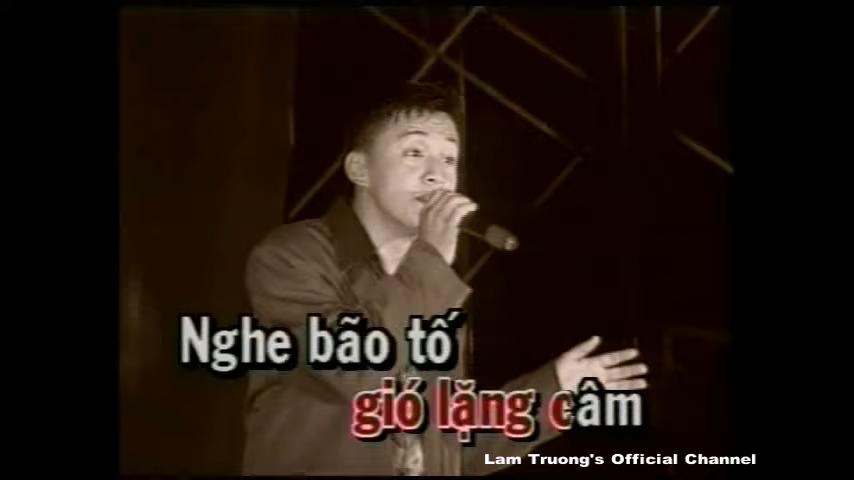 Nghe bão tố
gió lặng câm
Lam Truong's Official Channel